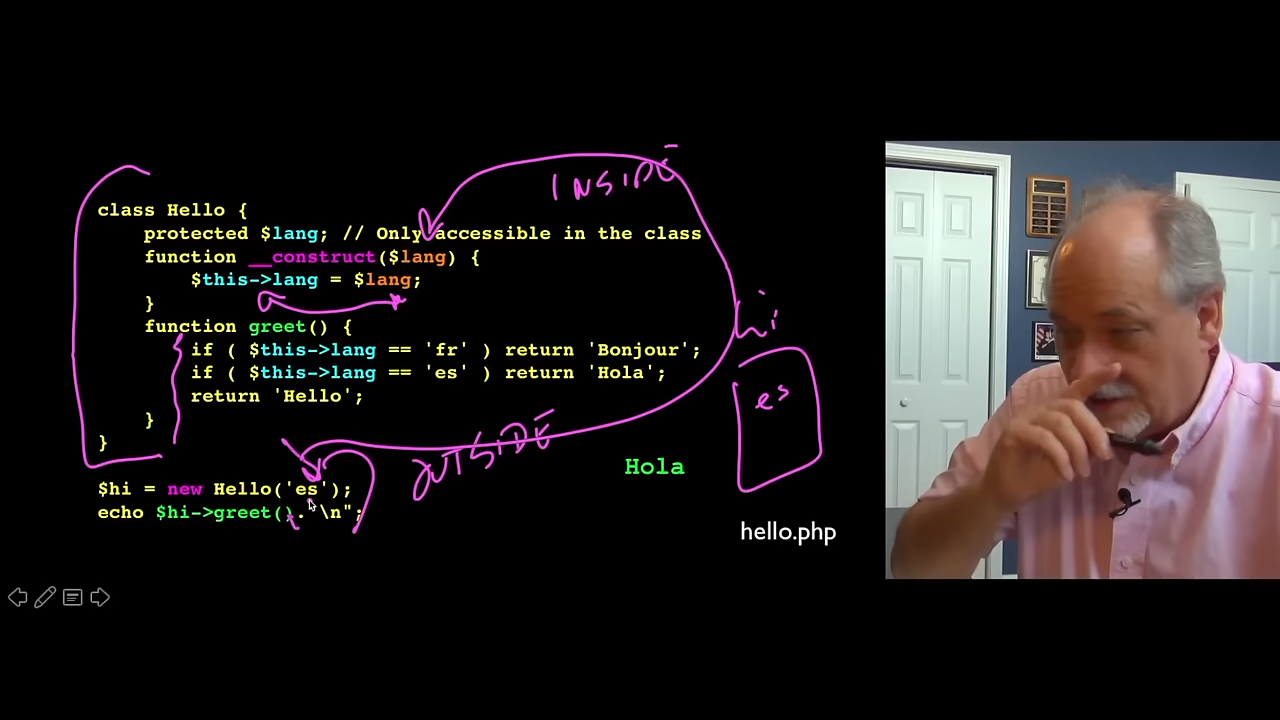 INSIDE
class Hello {
protected $lang; // Only accessible in the class
function __construct($lang) {
$this->lang = $lang;
}
function greet() {
if ( $this->lang == 'fr' ) return 'Bonjour';
if ( $this->lang == 'es' ) return 'Hola';
return 'Hello';
}
}
hi
es
OUTSIDE
Hola
$hi = new Hello('es');
echo $hi->greet()."\n";
hello.php